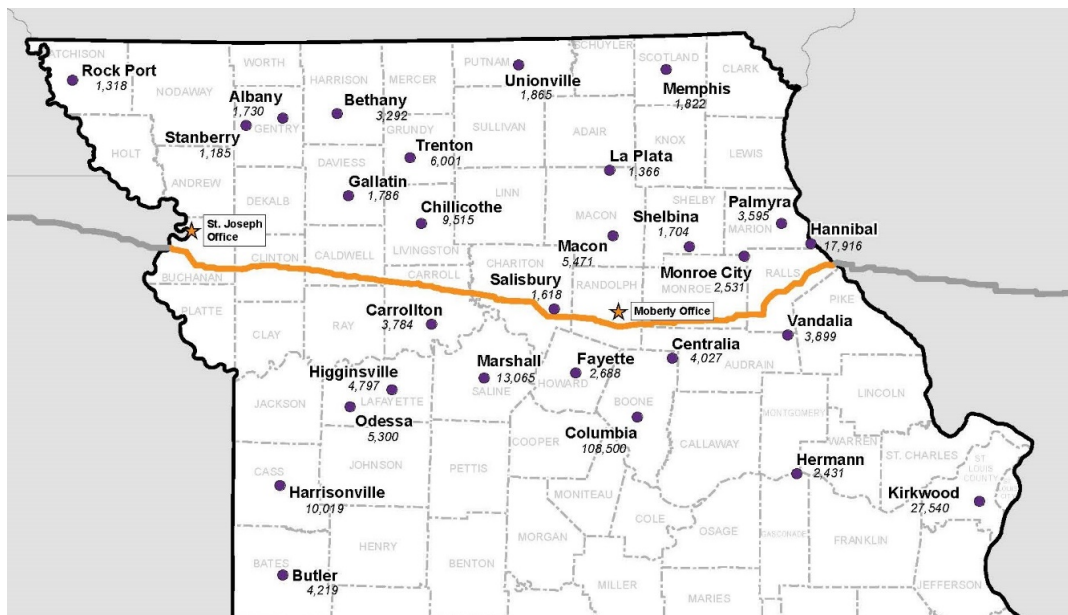 ATCHISON
WORTH
PUTNAM
SCHUYLER
SCOTLAND
CLARK
Rock Port
1,318
NODAWAY
HARRISON
MERCER
Unionville
1,865
Memphis
1,822
Albany
1,730
GENTRY
Bethany
3,292
Stanberry
1,185
GRUNDY
SULLIVAN
ADAIR
KNOX
LEWIS
HOLT
Trenton
6,001
DAVIESS
La Plata
1,366
ANDREW
DEKALB
Gallatin
1,786
Chillicothe
9,515
LINN
MACON
SHELBY
Shelbina
1,704
Palmyra
3,595
MARION
Hannibal
17,916
St. Joseph
Office
Macon
5,471
BUCHANAN
CLINTON
CALDWELL
LIVINGSTON
CARROLL
CHARITON
RANDOLPH
MONROE
Monroe City
2,531
RALLS
Salisbury
1,618
PIKE
PLATTE
CLAY
RAY
Carrollton
3,784
Moberly Office
Vandalia
3,899
Centralia
4,027
AUDRAIN
Marshall
13,065
SALINE
Fayette
2,688
HOWARD
Higginsville
4,797
LAFAYETTE
JACKSON
Odessa
5,300
BOONE
Columbia
108,500
LINCOLN
MONTGOMERY
COOPER
CALLAWAY
WARREN
ST. CHARLES
CASS
JOHNSON
PETTIS
Hermann
2,431
ST.
LOUIS
COUNTY
Harrisonville
10,019
MONITEAU
Kirkwood
27,540
COLE
OSAGE
GASCONADE
FRANKLIN
HENRY
MORGAN
BATES
Butler
4,219
BENTON
MILLER
MARIES
JEFFERSON